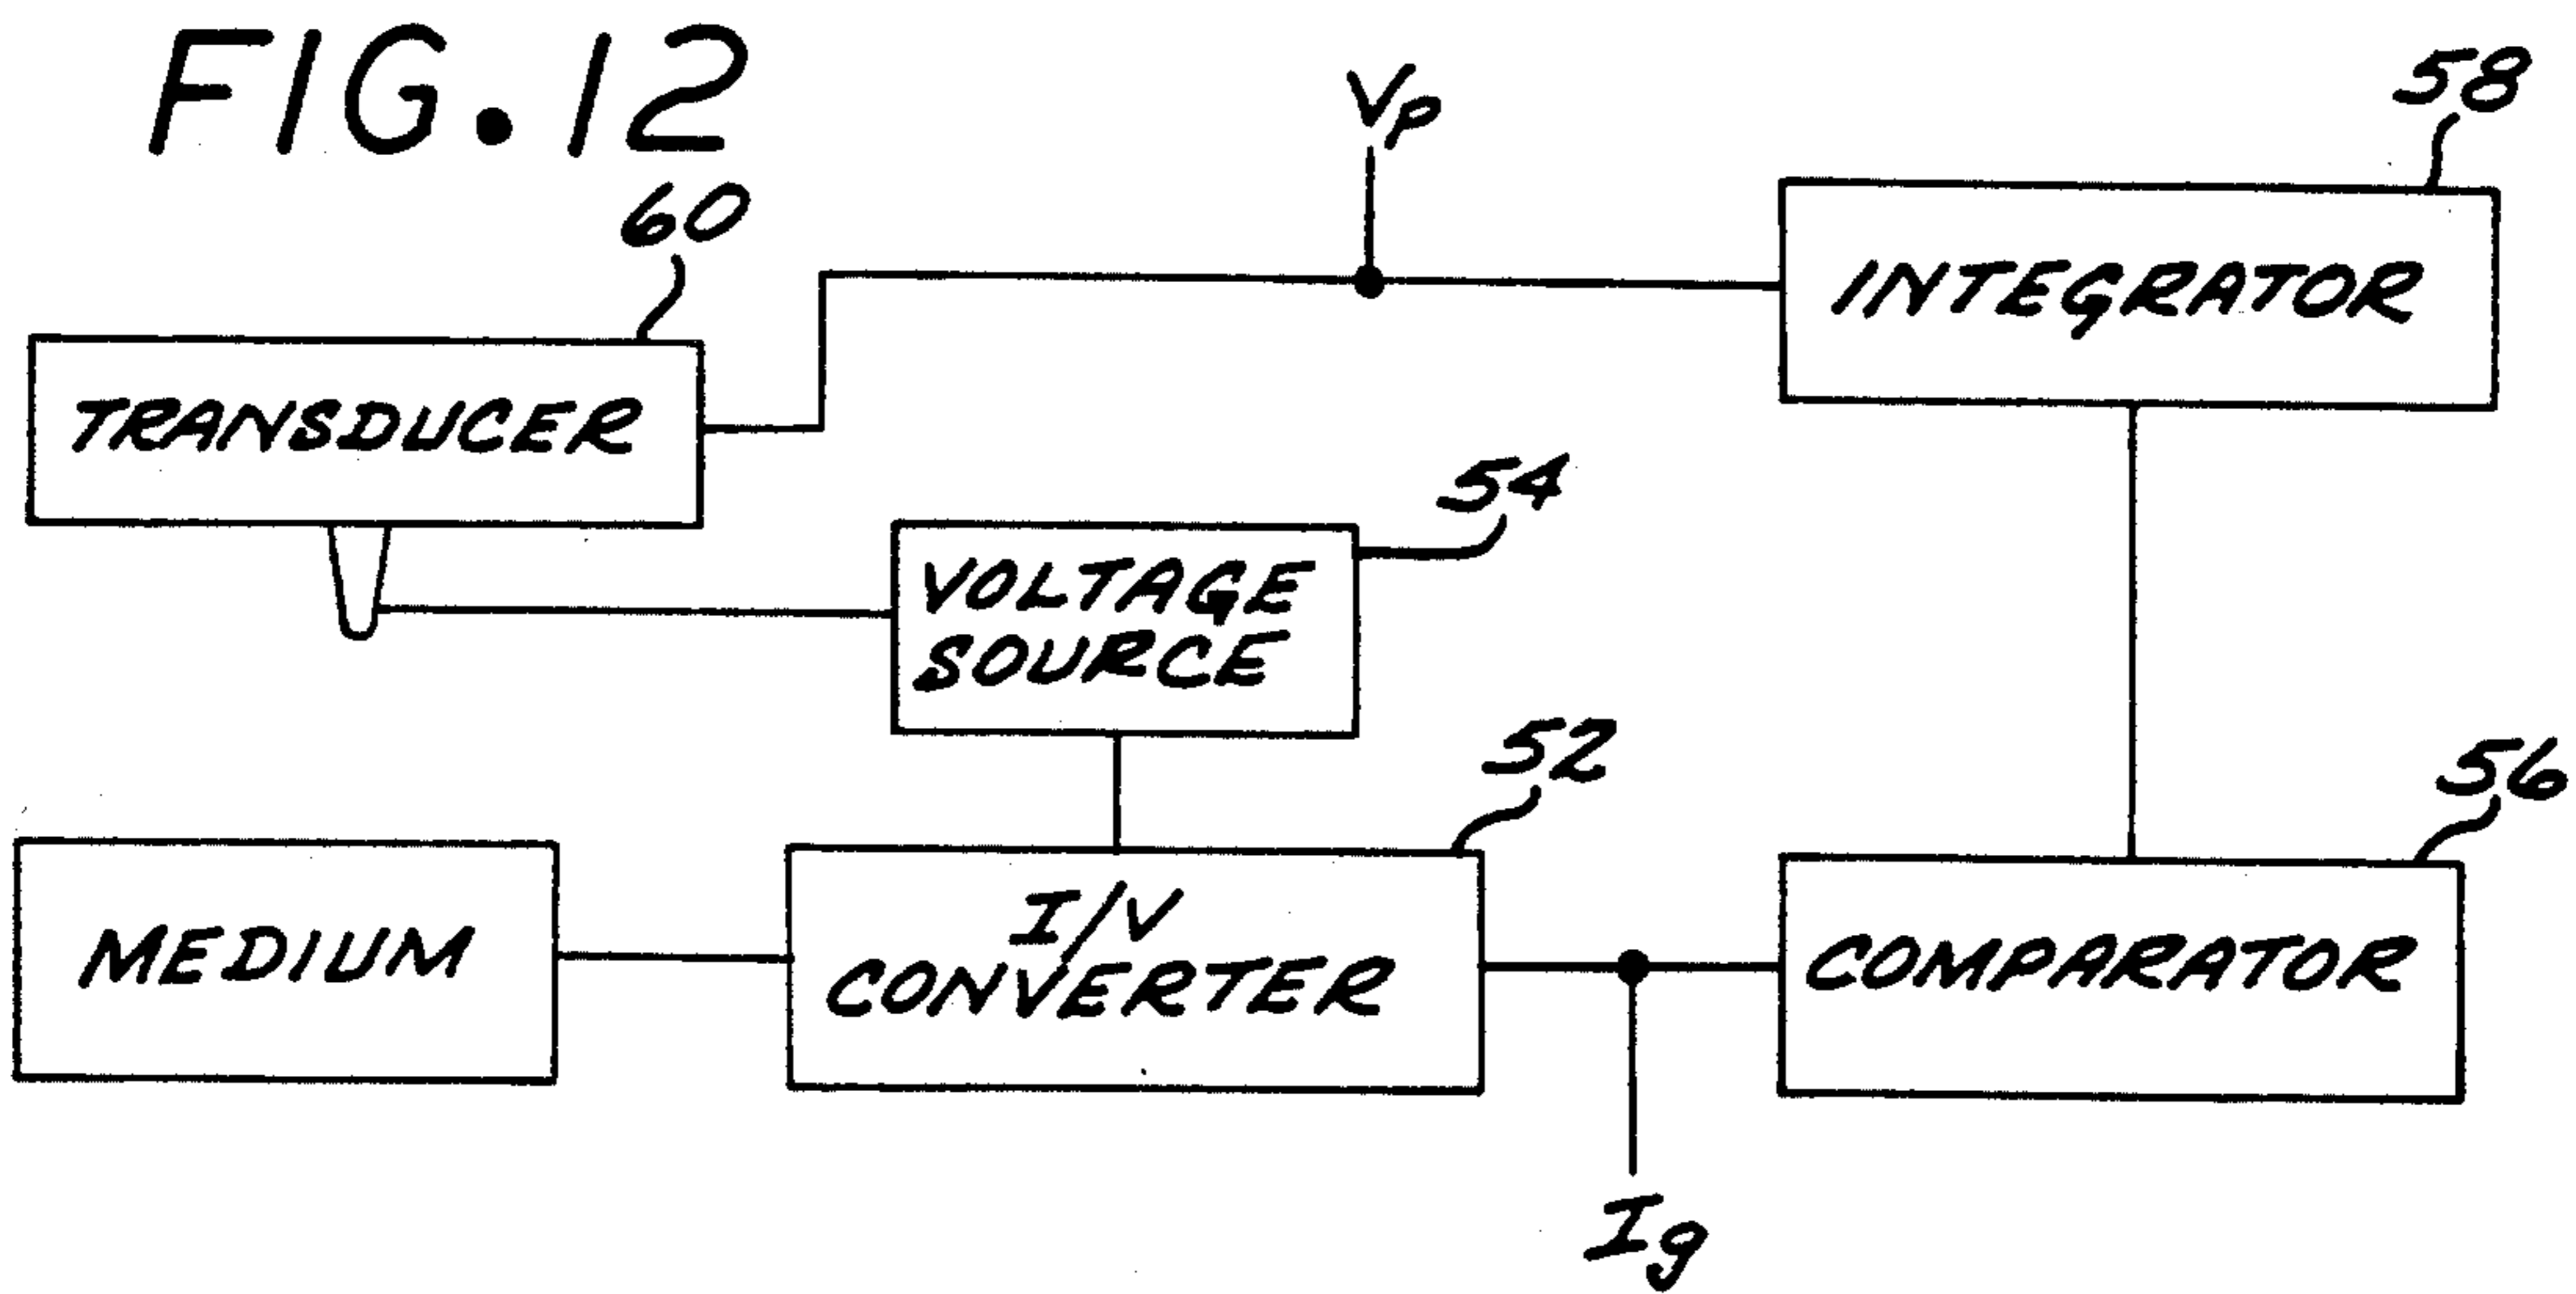 FIG. 12
Vp
58
60
INTEGRATOR
TRANSDUCER
54
VOLTAGE
SOURCE
52
56
MEDIUM
I/V
CONVERTER
COMPARATOR
Ig